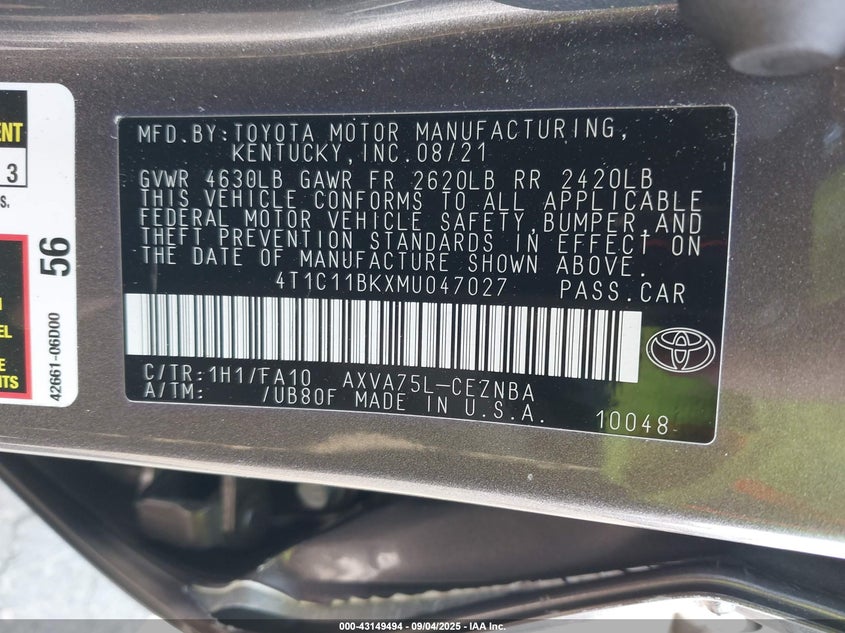 MFD.BY:TOYOTA MOTOR MANUFACTURING,
KENTUCKY,INC.08/21
GVWR 4630LB GAWR FR 2620LB RR 2420LB
THIS VEHICLE CONFORMS TO ALL APPLICABLE
FEDERAL MOTOR VEHICLE SAFETY,BUMPER,AND
THEFT PREVENTION STANDARDS IN EFFECT ON
THE DATE OF MANUFACTURE SHOWN ABOVE.
4T1C11BKXMU047027 PASS.CAR
C/TR:1H1/FA10 AXVA75L-CEZNBA
A/TM: /UB80F MADE IN U.S.A. 10048
3
56
42661-06D00
000-43149494 - 09/04/2025 - IAA Inc.